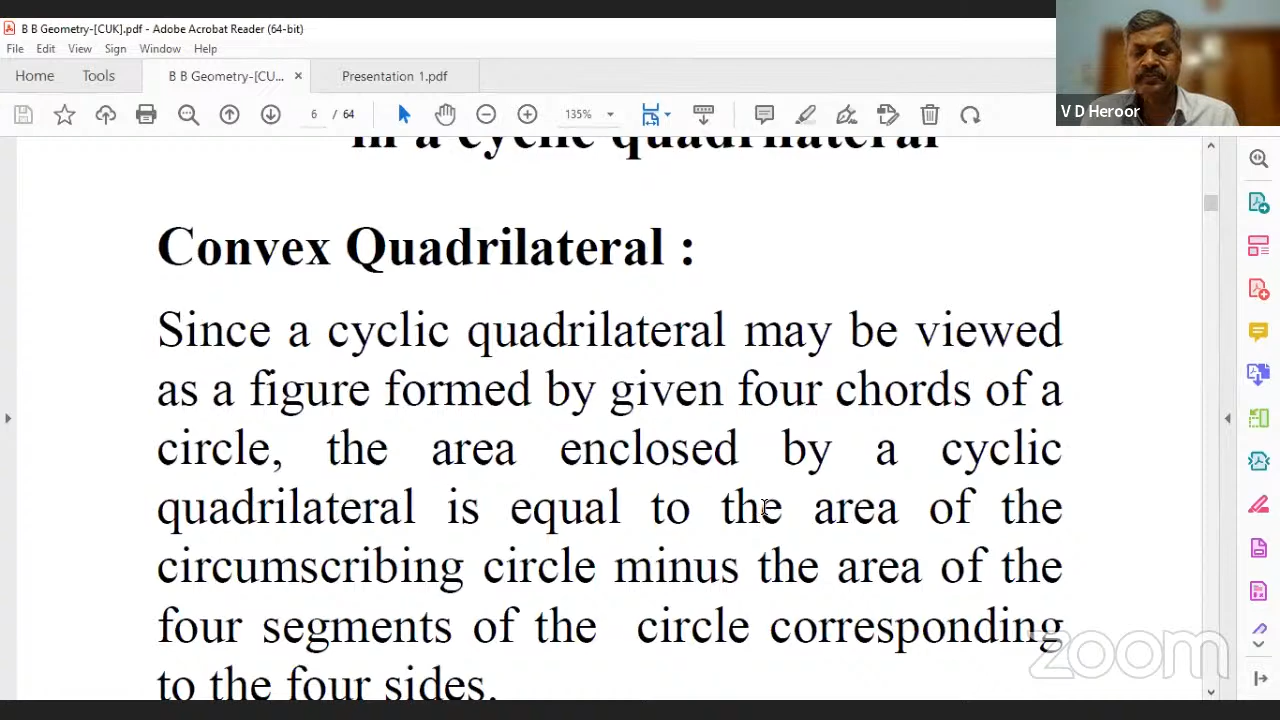 B B Geometry-[CUK].pdf - Adobe Acrobat Reader (64-bit)
File Edit View Sign Window Help
Home Tools B B Geometry-[CU... × Presentation 1.pdf
6 / 64 135%
V D Heroor
In a cyclic quadrilateral
Convex Quadrilateral :
Since a cyclic quadrilateral may be viewed
as a figure formed by given four chords of a
circle, the area enclosed by a cyclic
quadrilateral is equal to the area of the
circumscribing circle minus the area of the
four segments of the circle corresponding
to the four sides.
zoom